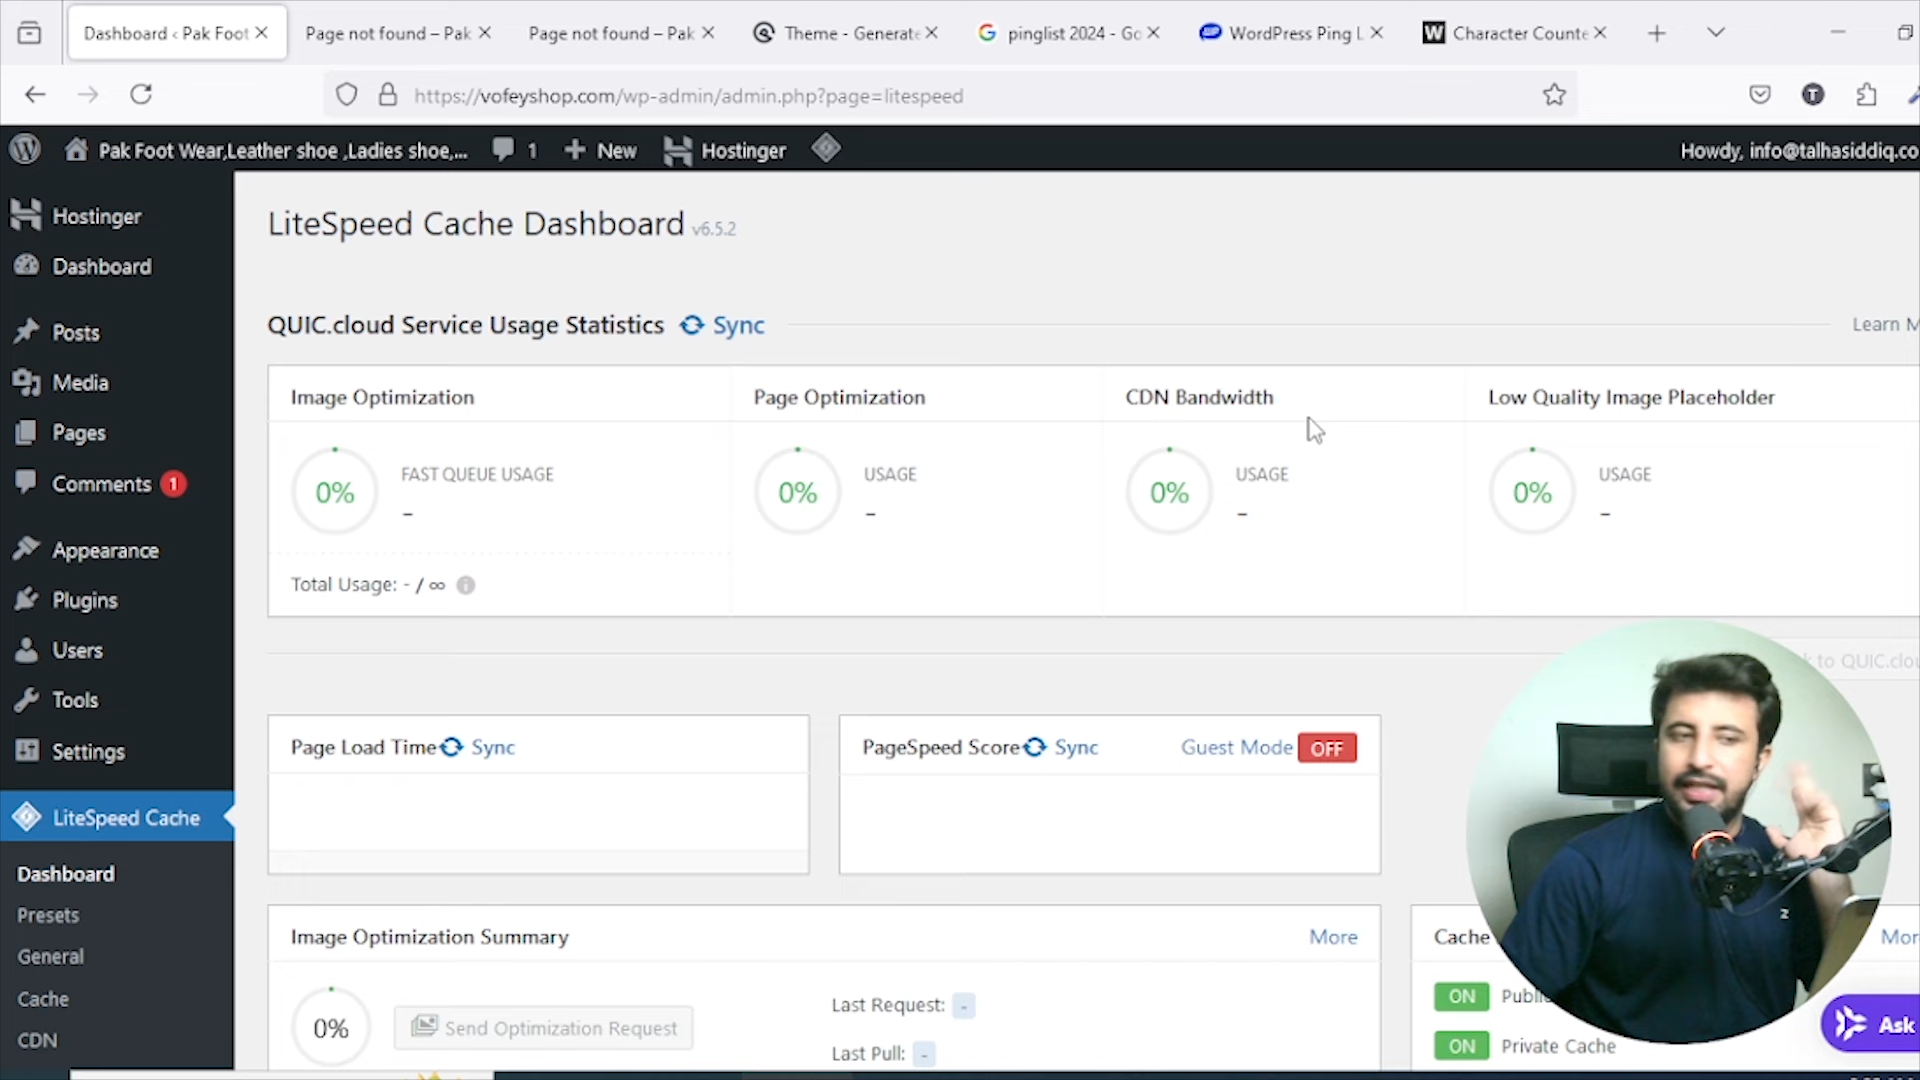 Dashboard ‹ Pak Foot
Page not found – Pak
Page not found – Pak
Theme - Generate
pinglist 2024 - Go
WordPress Ping L
Character Counte
https://vofeyshop.com/wp-admin/admin.php?page=litespeed
Pak Foot Wear,Leather shoe ,Ladies shoe,...
1
New
Hostinger
Howdy, info@talhasiddiq.co
Hostinger
Dashboard
Posts
Media
Pages
Comments 1
Appearance
Plugins
Users
Tools
Settings
LiteSpeed Cache
Dashboard
Presets
General
Cache
CDN
LiteSpeed Cache Dashboard v6.5.2
QUIC.cloud Service Usage Statistics Sync
Learn M
Image Optimization
Page Optimization
CDN Bandwidth
Low Quality Image Placeholder
0% FAST QUEUE USAGE -
0% USAGE -
0% USAGE -
0% USAGE -
Total Usage: - / ∞
k to QUIC.clou
Page Load Time Sync
PageSpeed Score Sync
Guest Mode OFF
Image Optimization Summary
More
0%
Send Optimization Request
Last Request: -
Last Pull: -
Cache
Mor
ON Publi
ON Private Cache
Ask